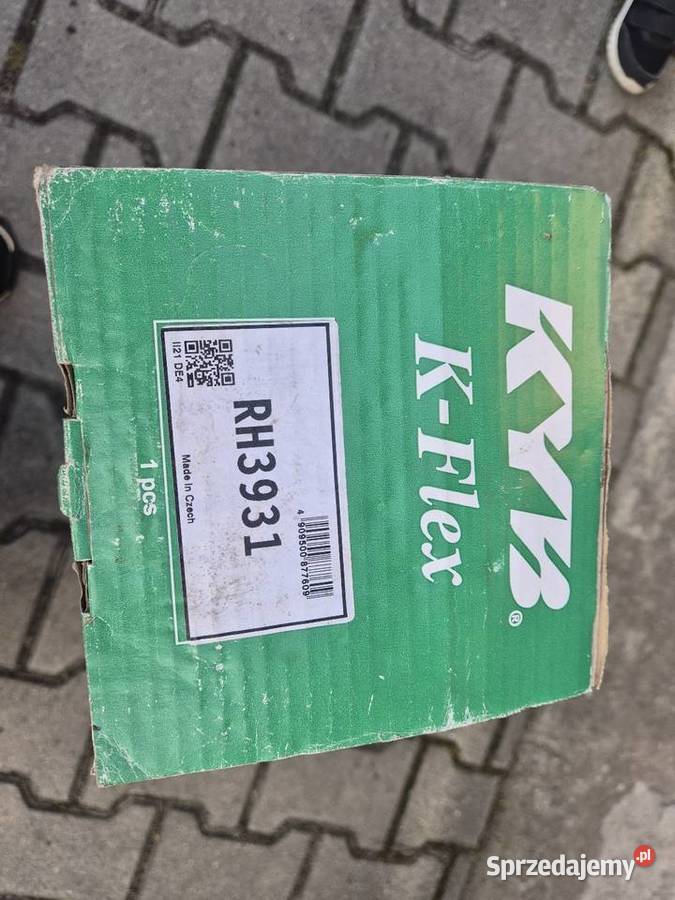 KYB®
K-Flex
4 909500 877609
RH3931
Made In Czech
II21 DE4
1 pcs
Sprzedajemy.pl